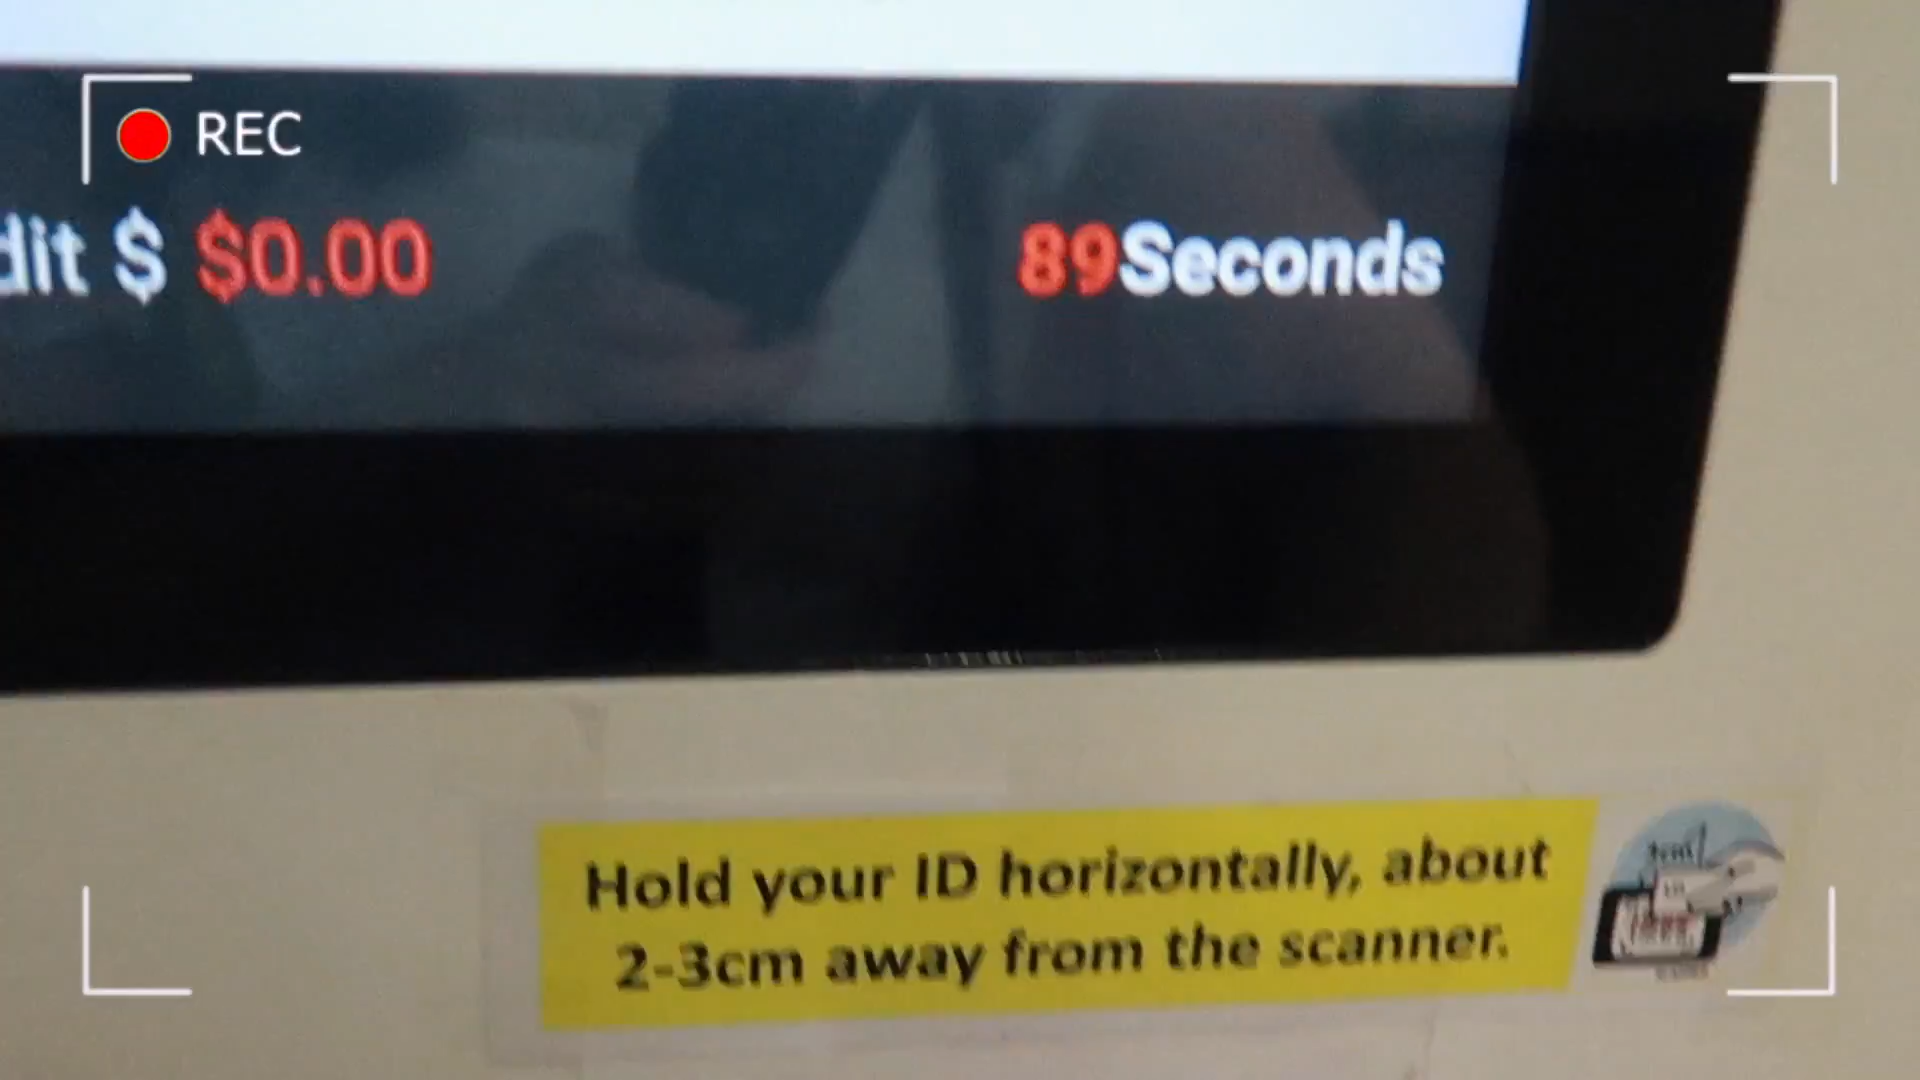 REC
dit $ $0.00
89Seconds
Hold your ID horizontally, about
2-3cm away from the scanner.